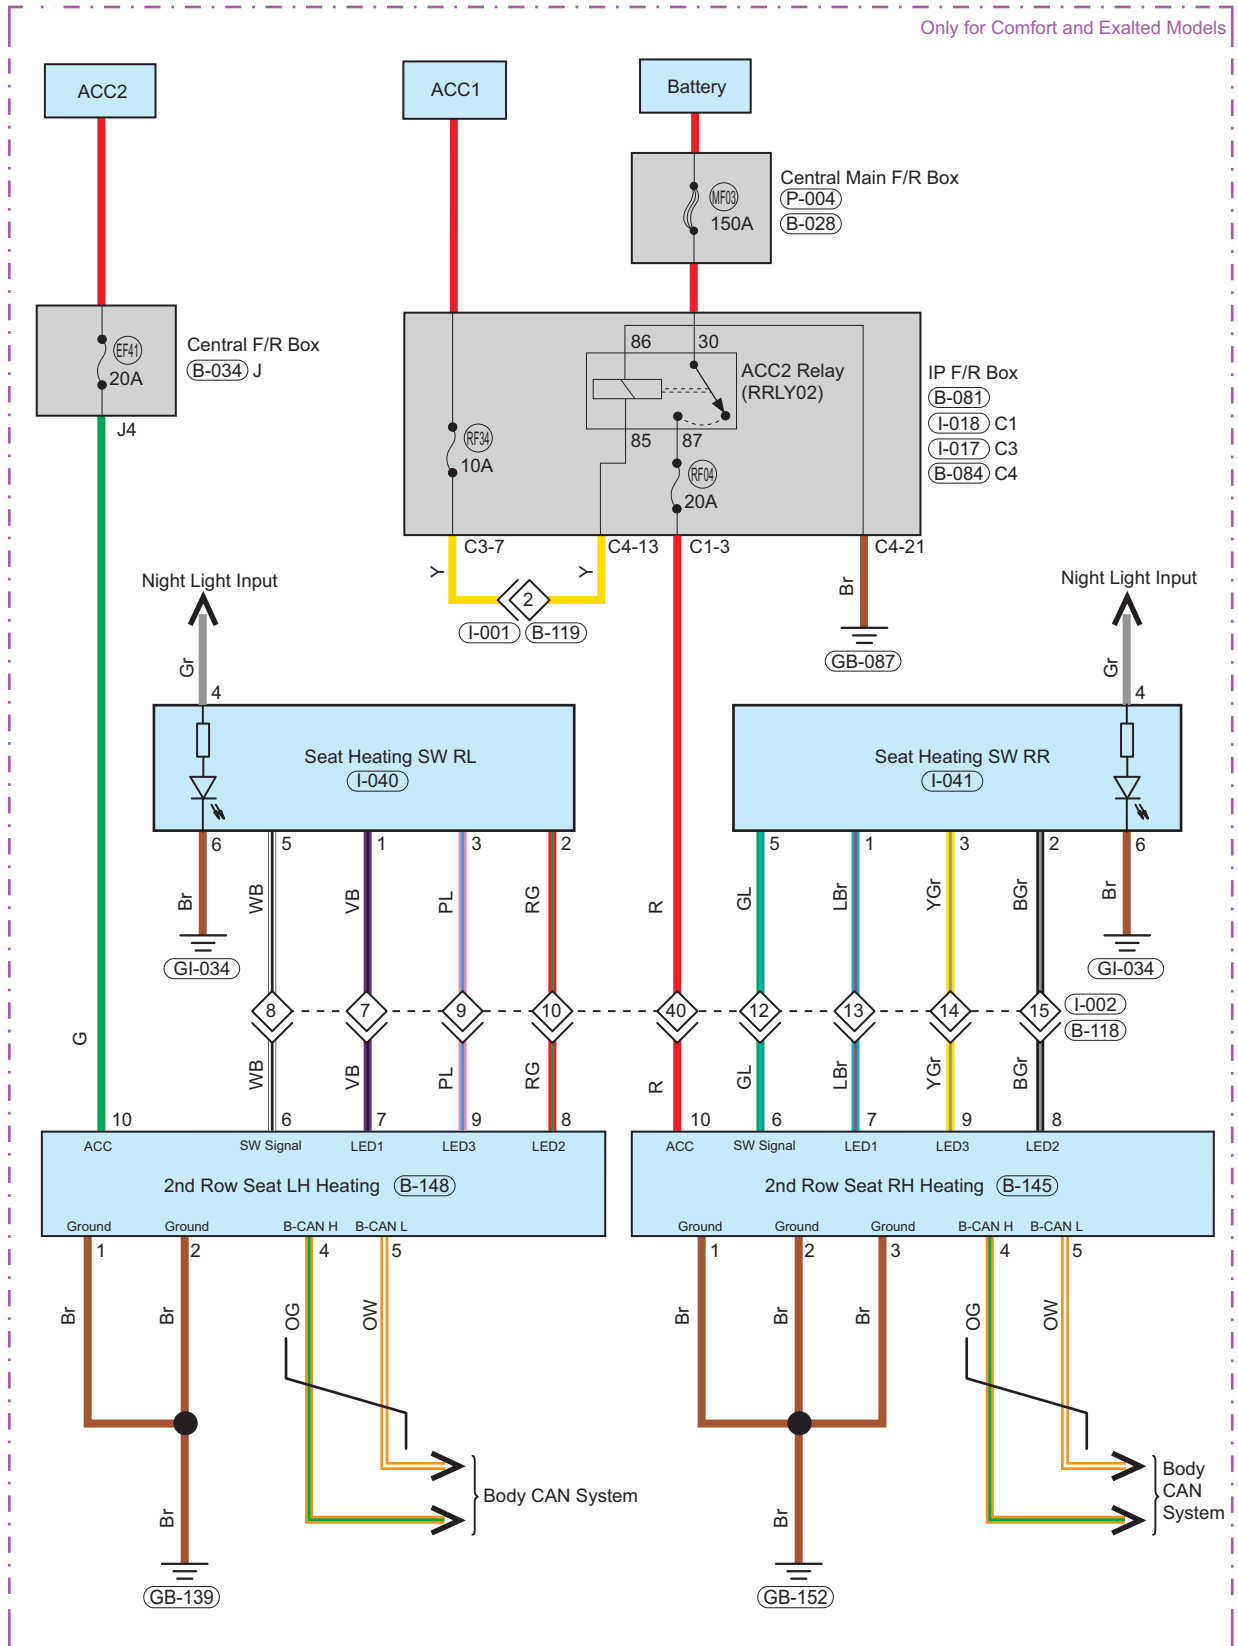 Only for Comfort and Exalted Models
ACC2
ACC1
Battery
MF03
150A
Central Main F/R Box
P-004
B-028
EF41
20A
Central F/R Box
B-034 J
J4
86
30
ACC2 Relay
(RRLY02)
85
87
RF34
10A
RF04
20A
IP F/R Box
B-081
I-018 C1
I-017 C3
B-084 C4
C3-7
C4-13
C1-3
C4-21
Y
Y
Br
2
I-001 B-119
GB-087
Night Light Input
Night Light Input
Gr
4
Gr
4
Seat Heating SW RL
I-040
Seat Heating SW RR
I-041
6
5
1
3
2
5
1
3
2
6
Br
WB
VB
PL
RG
R
GL
LBr
YGr
BGr
Br
GI-034
GI-034
8
7
9
10
40
12
13
14
15
I-002
B-118
G
WB
VB
PL
RG
R
GL
LBr
YGr
BGr
10
6
7
9
8
10
6
7
9
8
ACC
SW Signal
LED1
LED3
LED2
ACC
SW Signal
LED1
LED3
LED2
2nd Row Seat LH Heating B-148
2nd Row Seat RH Heating B-145
Ground
Ground
B-CAN H
B-CAN L
Ground
Ground
Ground
B-CAN H
B-CAN L
1
2
4
5
1
2
3
4
5
Br
Br
OG
OW
Br
Br
Br
OG
OW
Body CAN System
Body
CAN
System
Br
Br
GB-139
GB-152